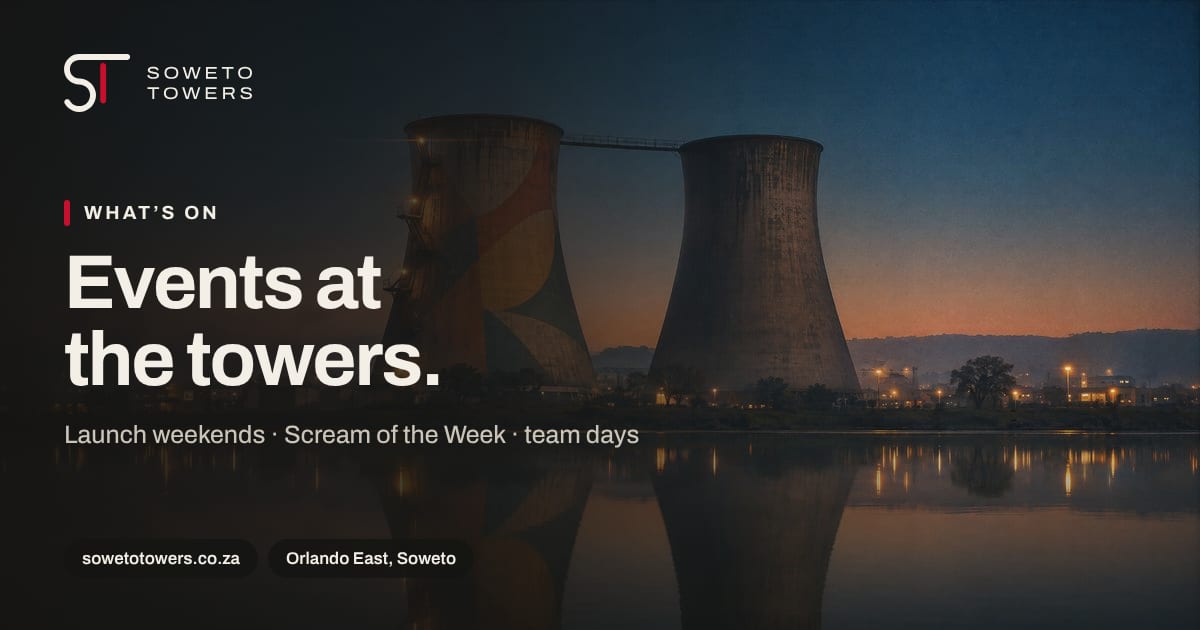 SOWETO
TOWERS
WHAT’S ON
Events at
the towers.
Launch weekends · Scream of the Week · team days
sowetotowers.co.za
Orlando East, Soweto